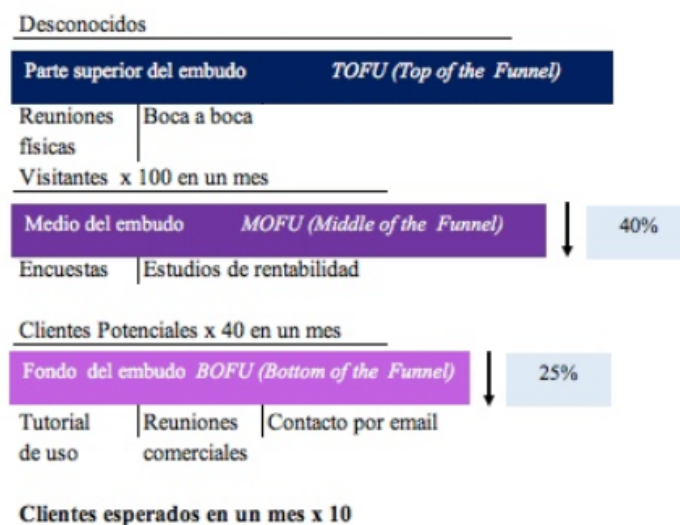 Desconocidos
Parte superior del embudo TOFU (Top of the Funnel)
Reuniones físicas
Boca a boca
Visitantes x 100 en un mes
Medio del embudo MOFU (Middle of the Funnel)
40%
Encuestas
Estudios de rentabilidad
Clientes Potenciales x 40 en un mes
Fondo del embudo BOFU (Bottom of the Funnel)
25%
Tutorial de uso
Reuniones comerciales
Contacto por email
Clientes esperados en un mes x 10